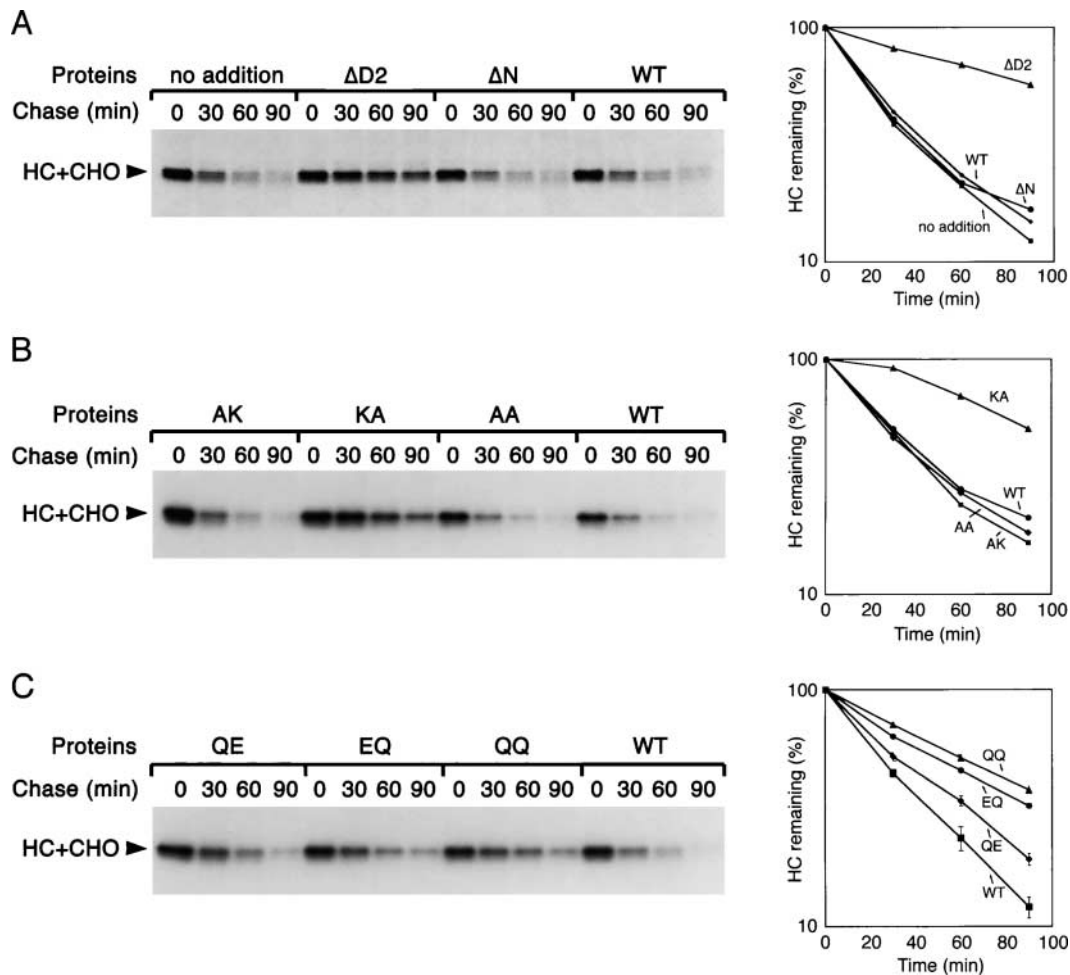 A
Proteins no addition ΔD2 ΔN WT
Chase (min) 0 30 60 90 0 30 60 90 0 30 60 90 0 30 60 90
HC+CHO
100
HC remaining (%)
10
ΔD2
WT
ΔN
no addition
0 20 40 60 80 100
Time (min)
B
Proteins AK KA AA WT
Chase (min) 0 30 60 90 0 30 60 90 0 30 60 90 0 30 60 90
HC+CHO
100
HC remaining (%)
10
KA
WT
AA
AK
0 20 40 60 80 100
Time (min)
C
Proteins QE EQ QQ WT
Chase (min) 0 30 60 90 0 30 60 90 0 30 60 90 0 30 60 90
HC+CHO
100
HC remaining (%)
10
QQ
EQ
QE
WT
0 20 40 60 80 100
Time (min)